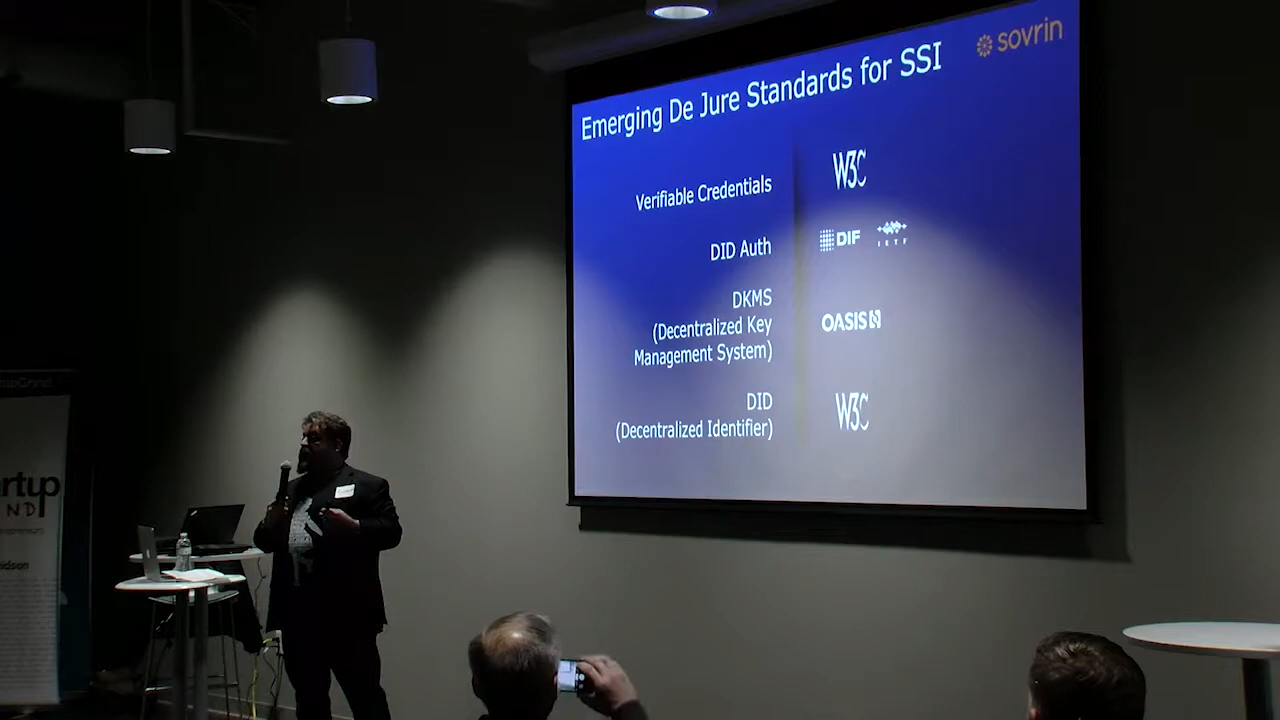 sovrin
Emerging De Jure Standards for SSI
Verifiable Credentials
W3C
DID Auth
DIF
IETF
DKMS
(Decentralized Key
Management System)
OASIS
DID
(Decentralized Identifier)
W3C
rtup
ND